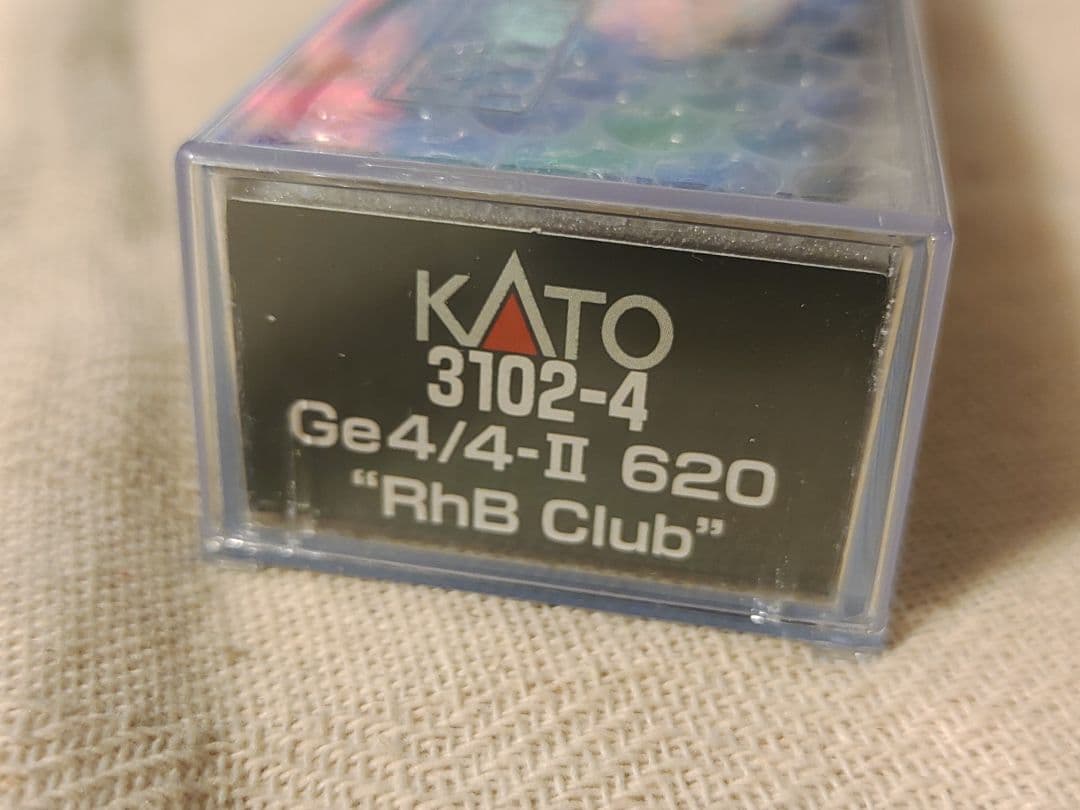 KATO
3102-4
Ge4/4-II 620
“RhB Club”